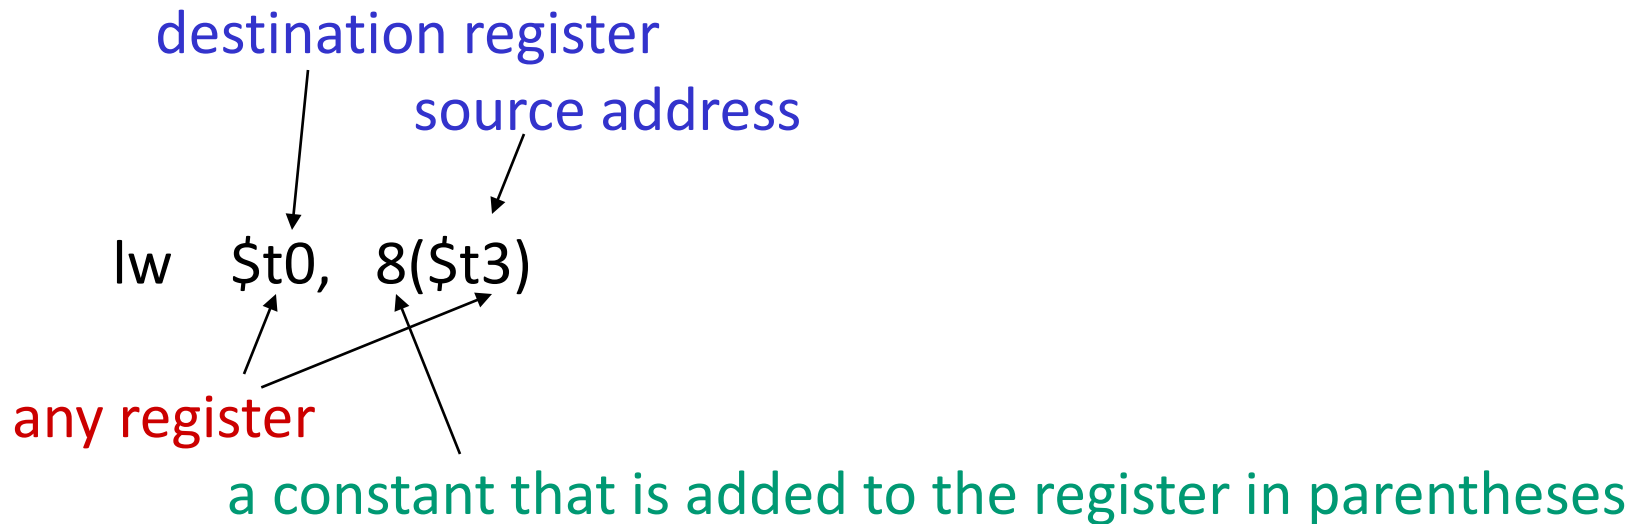 destination register
source address
lw $t0, 8($t3)
any register
a constant that is added to the register in parentheses